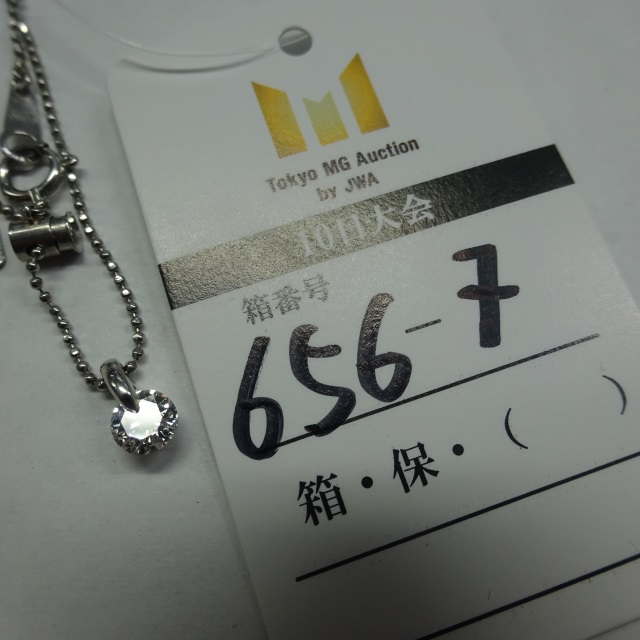 Tokyo MG Auction
by JWA
10日大会
箱番号
656-7
箱・保・（　　）